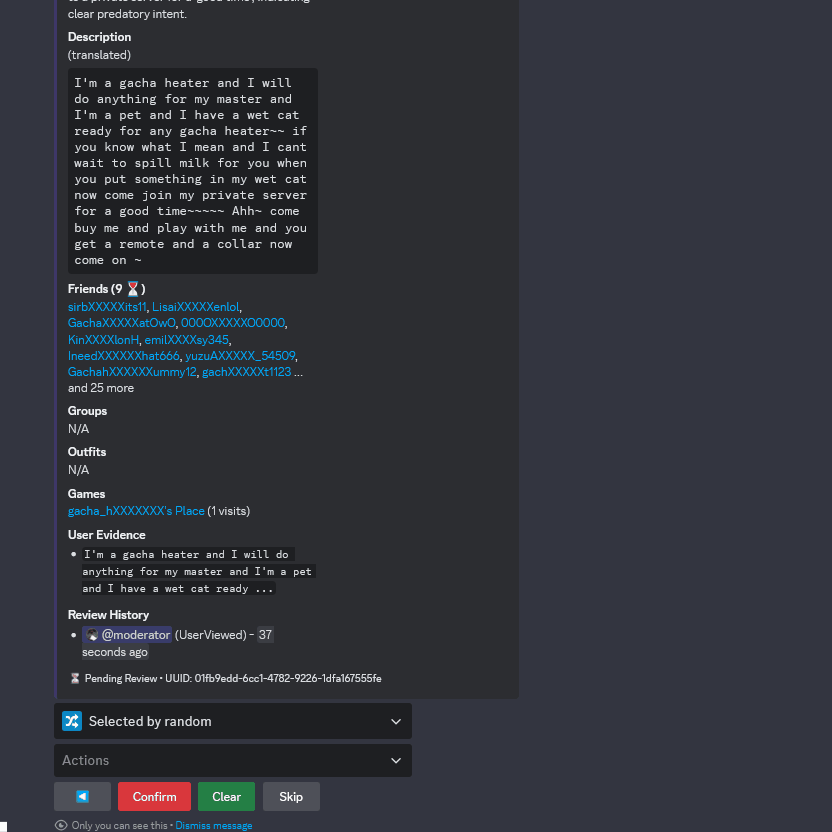 clear predatory intent.
Description
(translated)
I'm a gacha heater and I will
do anything for my master and
I'm a pet and I have a wet cat
ready for any gacha heater~~ if
you know what I mean and I cant
wait to spill milk for you when
you put something in my wet cat
now come join my private server
for a good time~~~~~ Ahh~ come
buy me and play with me and you
get a remote and a collar now
come on ~
Friends (9 ⏳)
sirbXXXXXits11, LisaiXXXXXenlol,
GachaXXXXXatOwO, 000OXXXXXO0000,
KinXXXXlonH, emilXXXXsy345,
IneedXXXXXXhat666, yuzuAXXXXX_54509,
GachahXXXXXXummy12, gachXXXXXt1123 ...
and 25 more
Groups
N/A
Outfits
N/A
Games
gacha_hXXXXXXX's Place (1 visits)
User Evidence
• I'm a gacha heater and I will do
anything for my master and I'm a pet
and I have a wet cat ready ...
Review History
• @moderator (UserViewed) - 37
seconds ago
⏳ Pending Review • UUID: 01fb9edd-6cc1-4782-9226-1dfa167555fe
Selected by random
Actions
Confirm Clear Skip
Only you can see this • Dismiss message